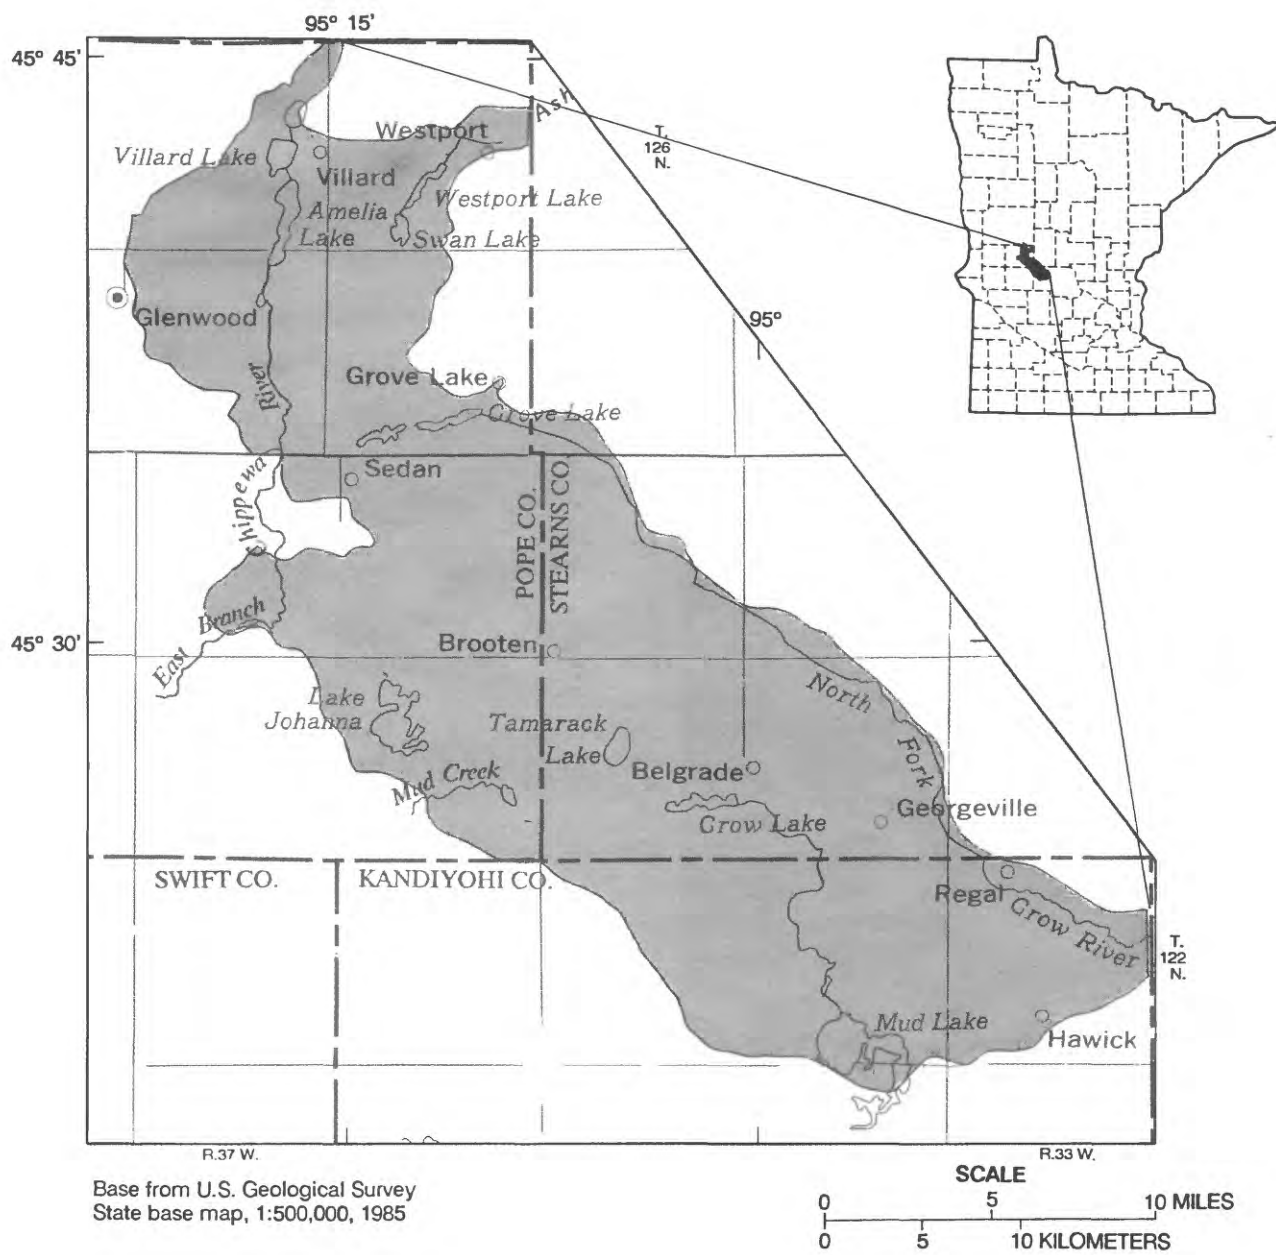 95° 15'
45° 45'
Ash
T.
126
N.
Westport
Villard Lake
Villard
Westport Lake
Amelia
Lake
Swan Lake
Glenwood
95°
Grove Lake
River
Grove Lake
Sedan
Chippewa
POPE CO.
STEARNS CO.
Branch
45° 30'
East
Brooten
North
Lake
Johanna
Tamarack
Lake
Fork
Belgrade
Mud Creek
Georgeville
Grow Lake
SWIFT CO.
KANDIYOHI CO.
Regal
Grow River
T.
122
N.
Mud Lake
Hawick
R.37 W.
R.33 W.
Base from U.S. Geological Survey
State base map, 1:500,000, 1985
SCALE
0 5 10 MILES
0 5 10 KILOMETERS